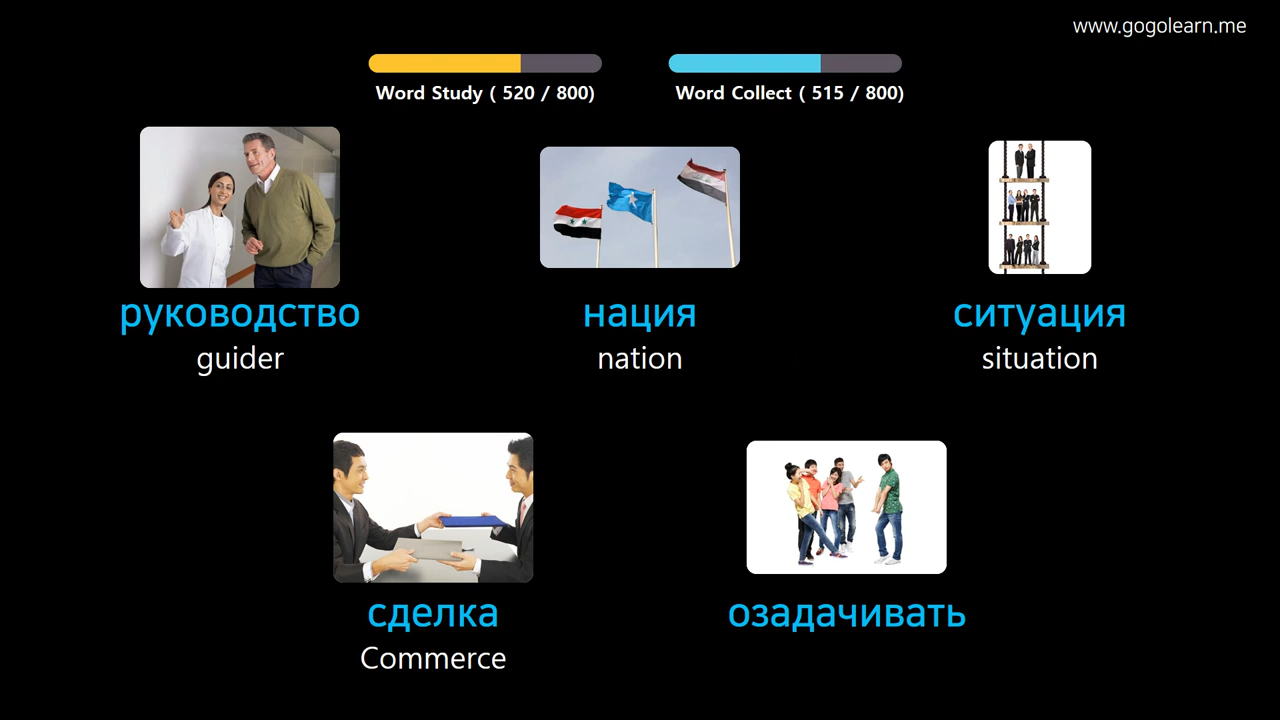 www.gogolearn.me
Word Study ( 520 / 800)
Word Collect ( 515 / 800)
руководство
guider
нация
nation
ситуация
situation
сделка
Commerce
озадачивать